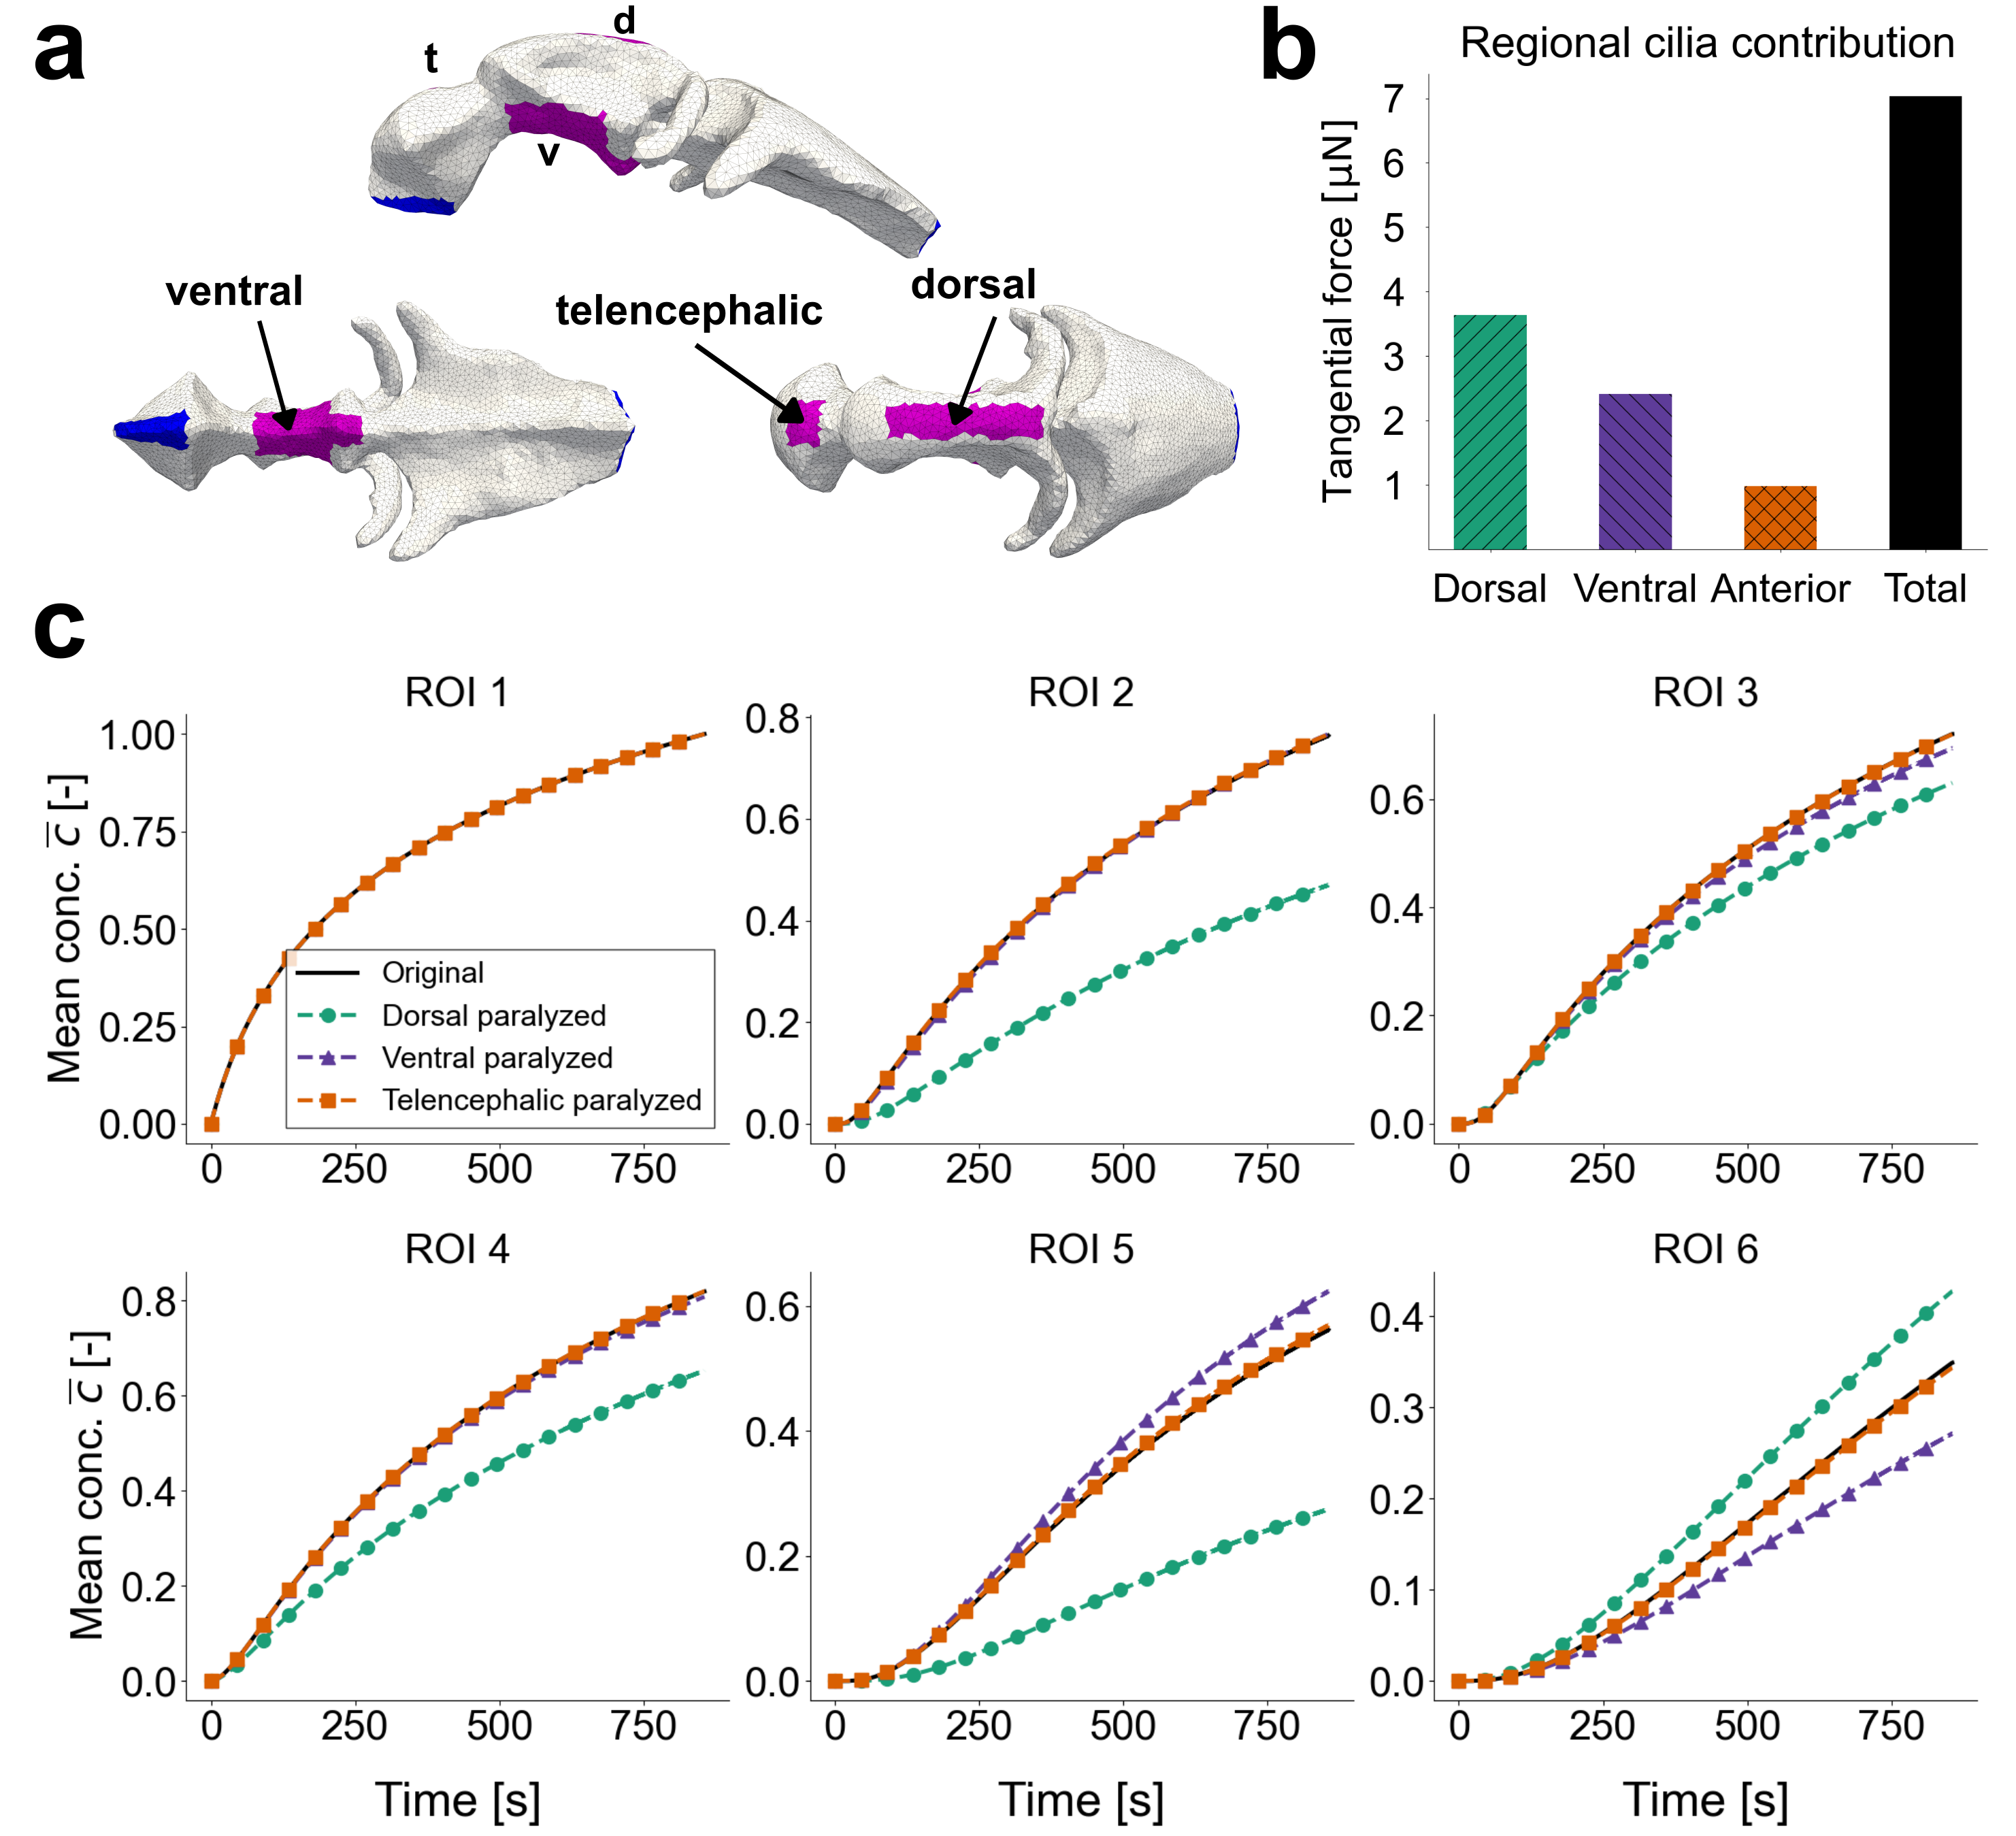 a
d
t
v
ventral
telencephalic
dorsal
b
Regional cilia contribution
Tangential force [µN]
7
6
5
4
3
2
1
Dorsal Ventral Anterior Total
c
ROI 1
Mean conc. c̅ [-]
1.00
0.75
0.50
0.25
0.00
0 250 500 750
Original
Dorsal paralyzed
Ventral paralyzed
Telencephalic paralyzed
ROI 2
0.8
0.6
0.4
0.2
0.0
0 250 500 750
ROI 3
0.6
0.4
0.2
0.0
0 250 500 750
ROI 4
Mean conc. c̅ [-]
0.8
0.6
0.4
0.2
0.0
0 250 500 750
Time [s]
ROI 5
0.6
0.4
0.2
0.0
0 250 500 750
Time [s]
ROI 6
0.4
0.3
0.2
0.1
0.0
0 250 500 750
Time [s]